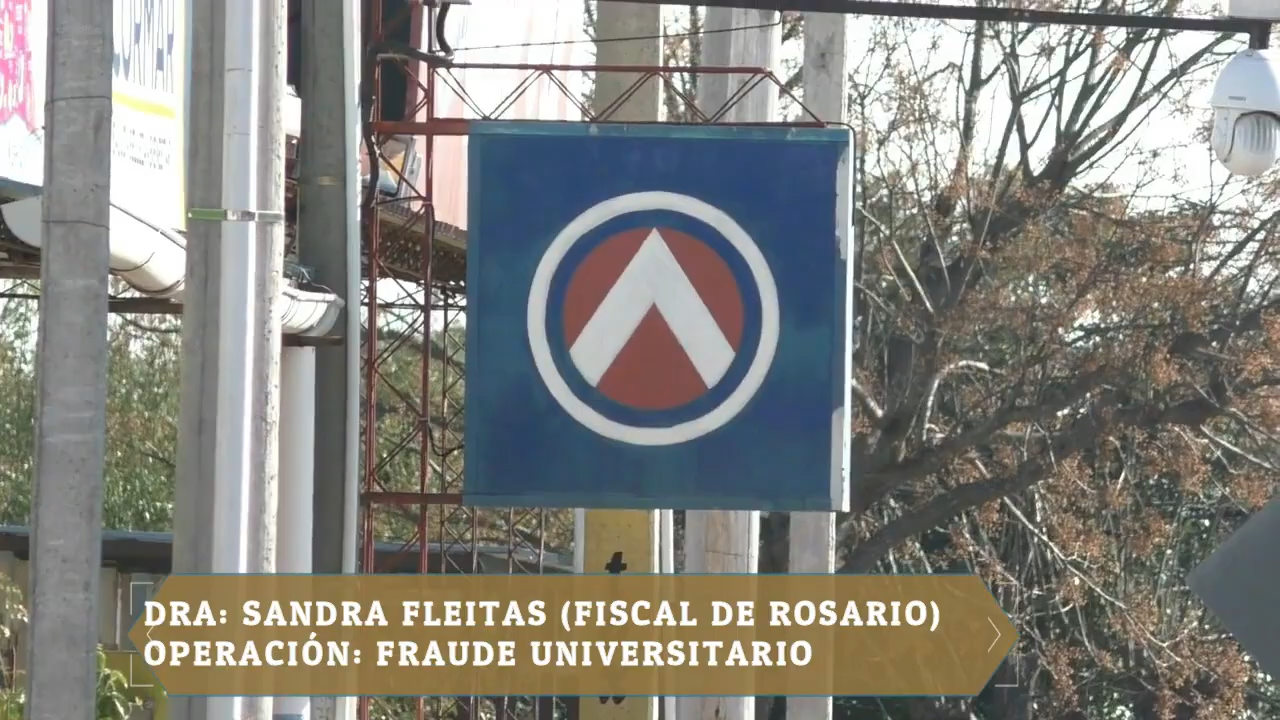 DRA: SANDRA FLEITAS (FISCAL DE ROSARIO)
OPERACIÓN: FRAUDE UNIVERSITARIO